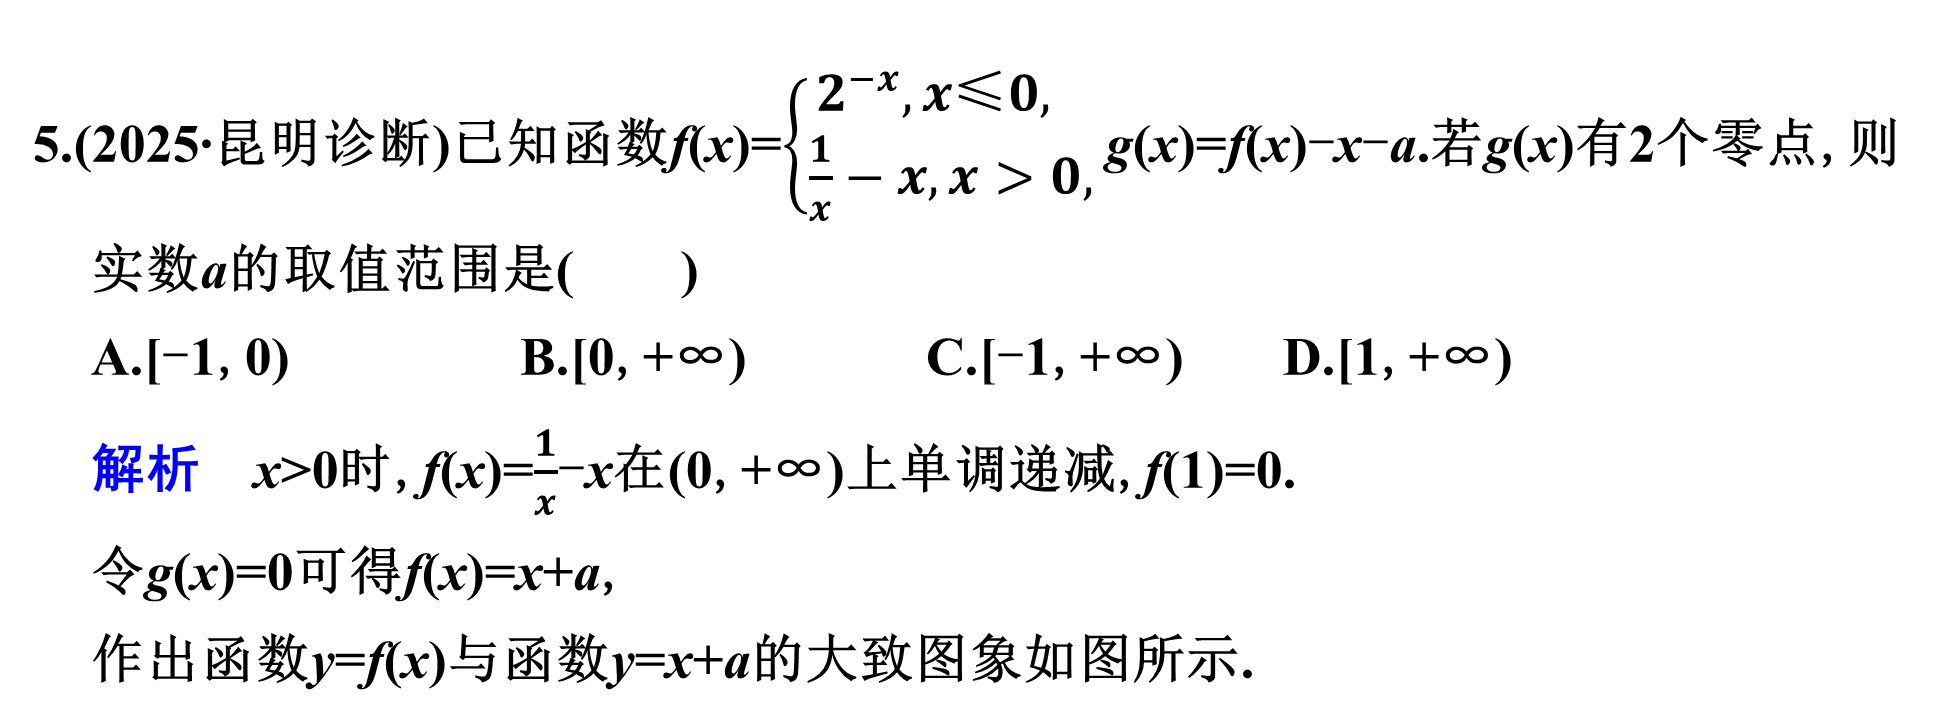 5.(2025·昆明诊断)已知函数f(x)={2^{-x}, x≤0, \frac{1}{x}-x, x>0, g(x)=f(x)-x-a.若g(x)有2个零点, 则
实数a的取值范围是(  )
A.[-1, 0) B.[0, +∞) C.[-1, +∞) D.[1, +∞)
解析 x>0时, f(x)=\frac{1}{x}-x在(0, +∞)上单调递减, f(1)=0.
令g(x)=0可得f(x)=x+a,
作出函数y=f(x)与函数y=x+a的大致图象如图所示.